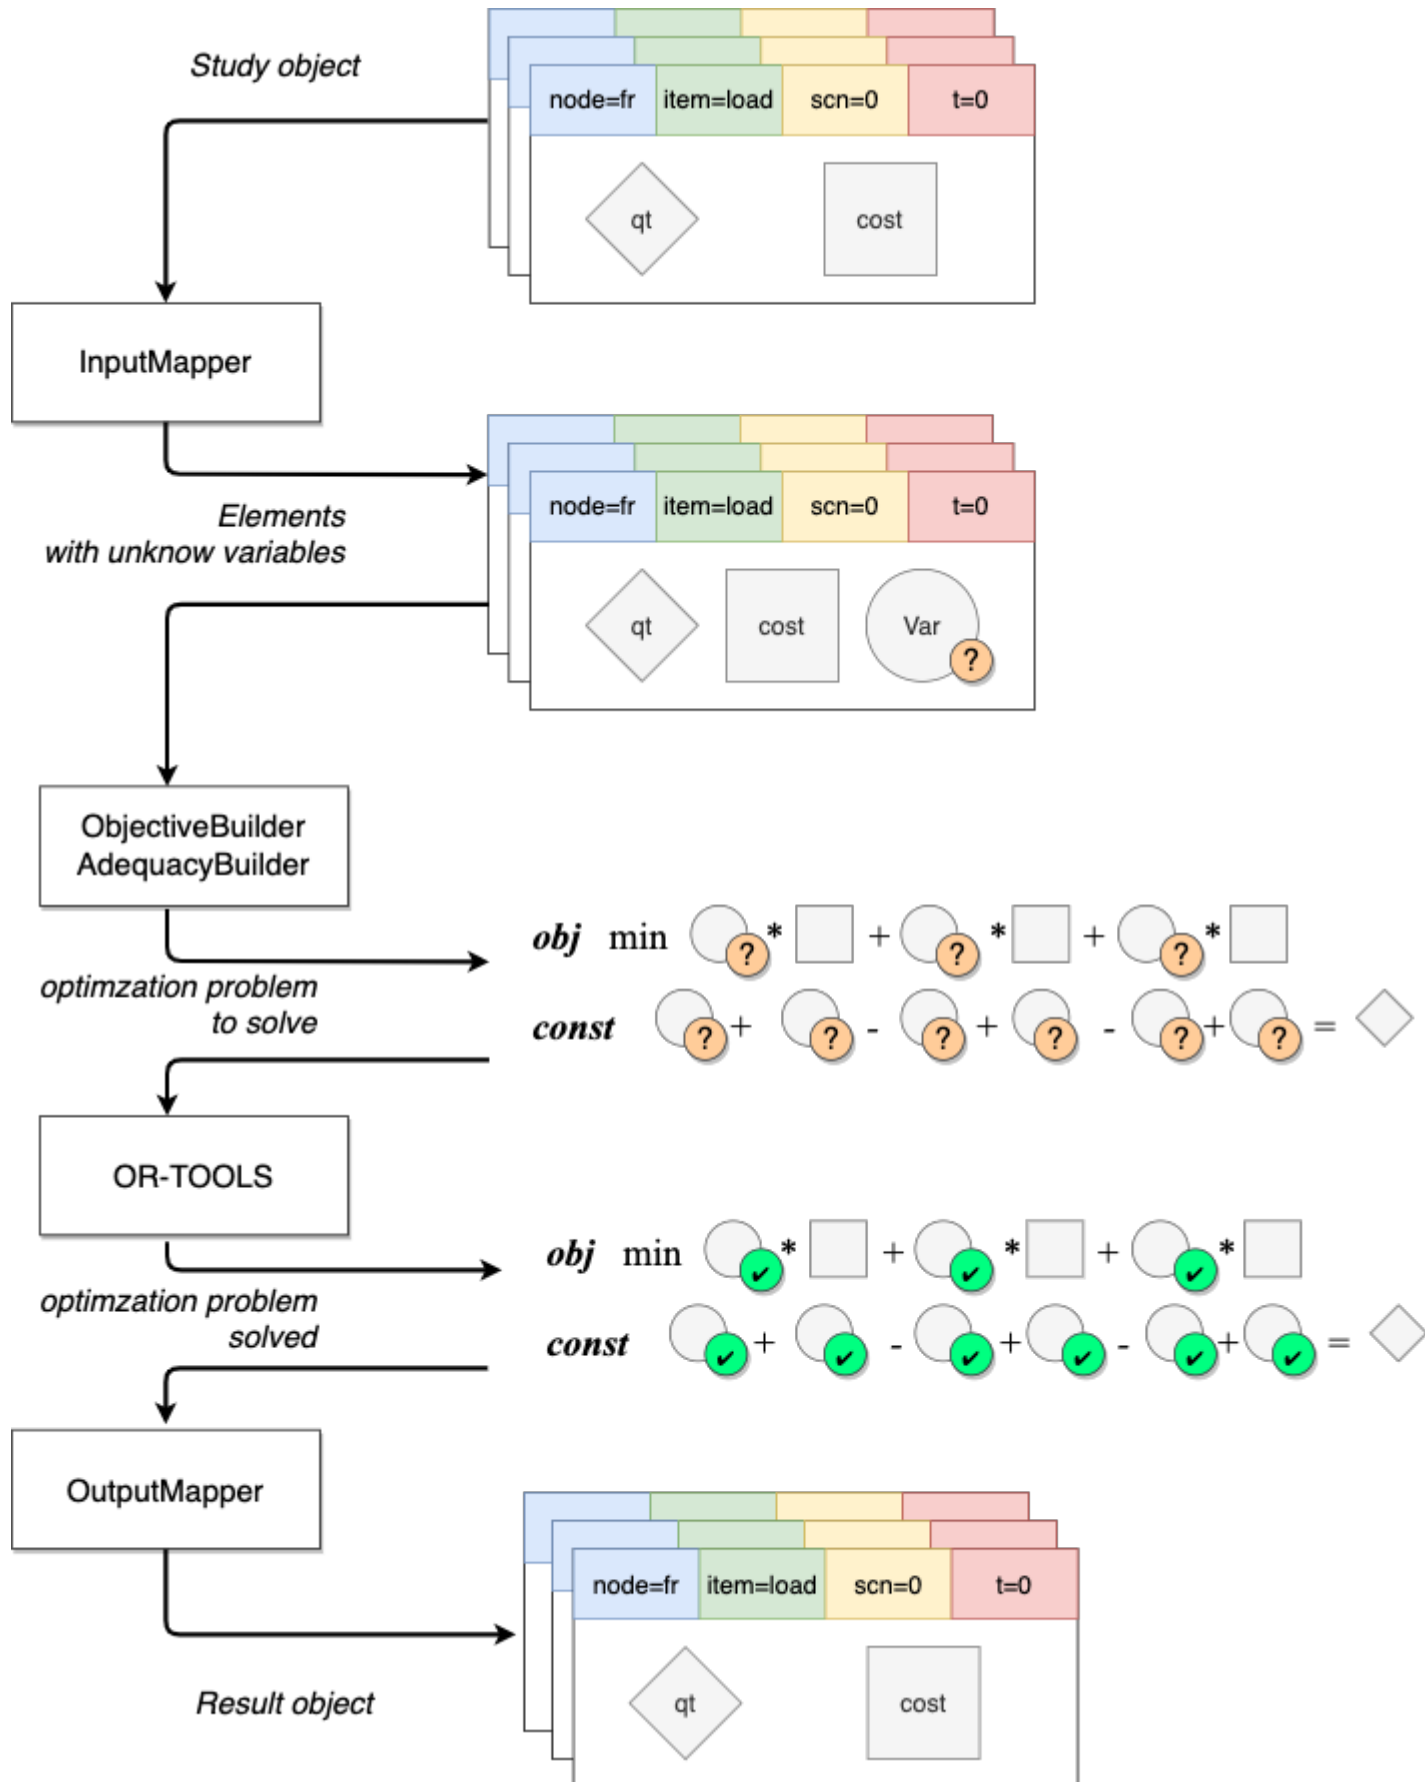 Study object
node=fr item=load scn=0 t=0
qt cost
InputMapper
node=fr item=load scn=0 t=0
Elements
with unknow variables
qt cost Var ?
ObjectiveBuilder
AdequacyBuilder
obj min ? * + ? * + ? *
optimzation problem
to solve
const ? + ? - ? + ? - ? + ? =
OR-TOOLS
obj min ✔ * + ✔ * + ✔ *
optimzation problem
solved
const ✔ + ✔ - ✔ + ✔ - ✔ + ✔ =
OutputMapper
node=fr item=load scn=0 t=0
Result object
qt cost